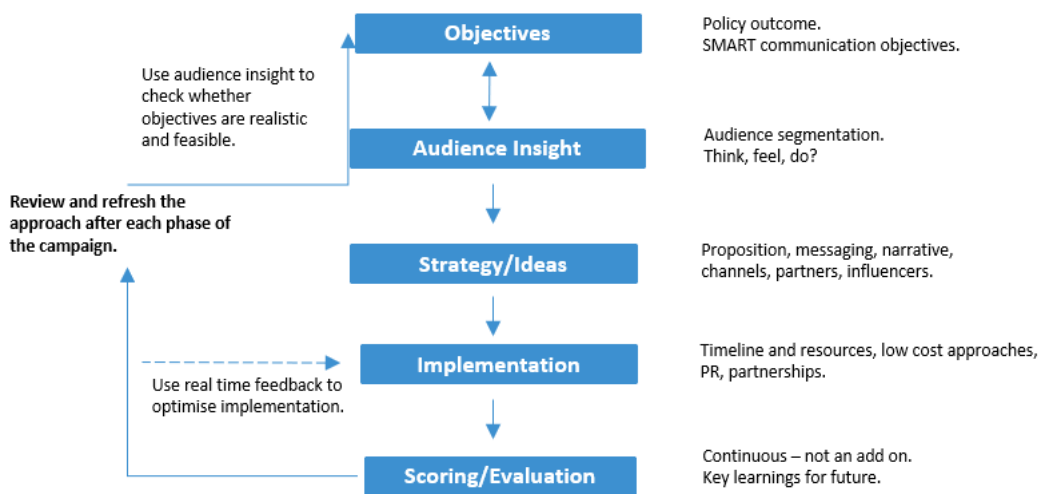 Objectives
Policy outcome.
SMART communication objectives.
Use audience insight to
check whether
objectives are realistic
and feasible.
Audience Insight
Audience segmentation.
Think, feel, do?
Review and refresh the
approach after each phase of
the campaign.
Strategy/Ideas
Proposition, messaging, narrative,
channels, partners, influencers.
Implementation
Timeline and resources, low cost approaches,
PR, partnerships.
Use real time feedback to
optimise implementation.
Scoring/Evaluation
Continuous – not an add on.
Key learnings for future.